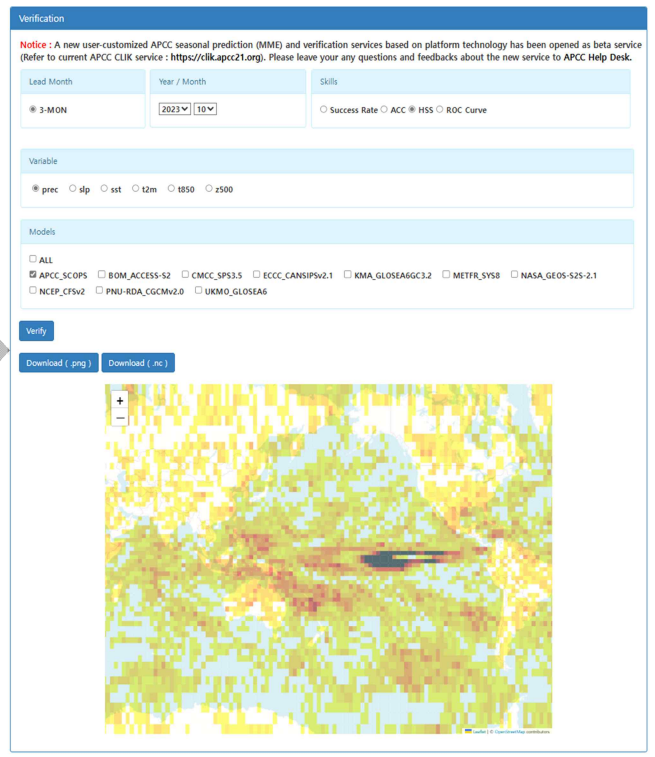 Verification
Notice : A new user-customized APCC seasonal prediction (MME) and verification services based on platform technology has been opened as beta service
(Refer to current APCC CLIK service : https://clik.apcc21.org). Please leave your any questions and feedbacks about the new service to APCC Help Desk.
Lead Month Year / Month Skills
3-MON 2023 10 Success Rate ACC HSS ROC Curve
Variable
prec slp sst t2m t850 z500
Models
ALL
APCC_SCOPS BOM_ACCESS-S2 CMCC_SPS3.5 ECCC_CANSIPSv2.1 KMA_GLOSEA6GC3.2 METFR_SYS8 NASA_GEOS-S2S-2.1
NCEP_CFSv2 PNU-RDA_CGCMv2.0 UKMO_GLOSEA6
Verify
Download ( .png ) Download ( .nc )
+
−
Leaflet | © OpenStreetMap contributors